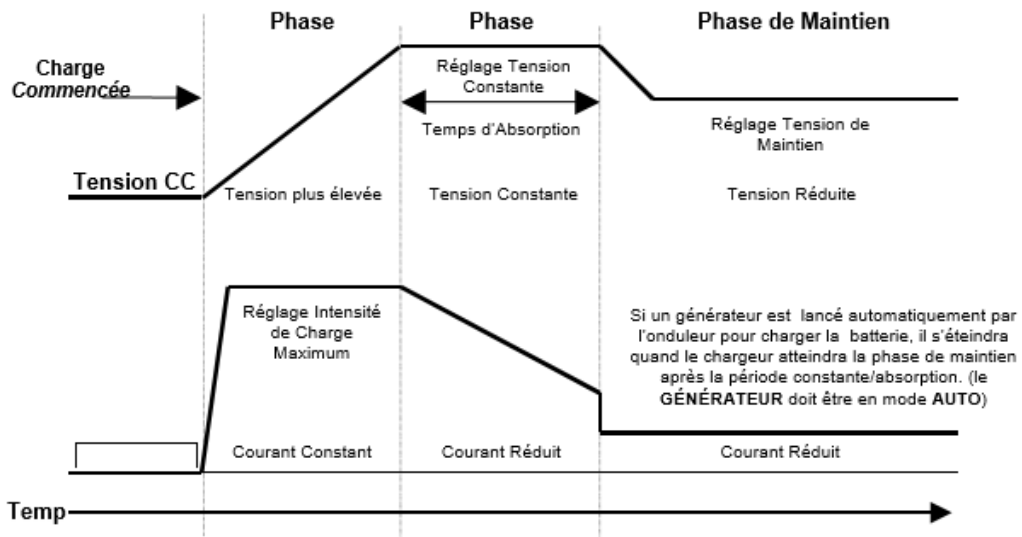 Phase
Phase
Phase de Maintien
Charge
Commencée
Réglage Tension
Constante
Temps d'Absorption
Réglage Tension de
Maintien
Tension CC
Tension plus élevée
Tension Constante
Tension Réduite
Réglage Intensité
de Charge
Maximum
Si un générateur est lancé automatiquement par
l'onduleur pour charger la batterie, il s'éteindra
quand le chargeur atteindra la phase de maintien
après la période constante/absorption. (le
GÉNÉRATEUR doit être en mode AUTO)
Courant Constant
Courant Réduit
Courant Réduit
Temp